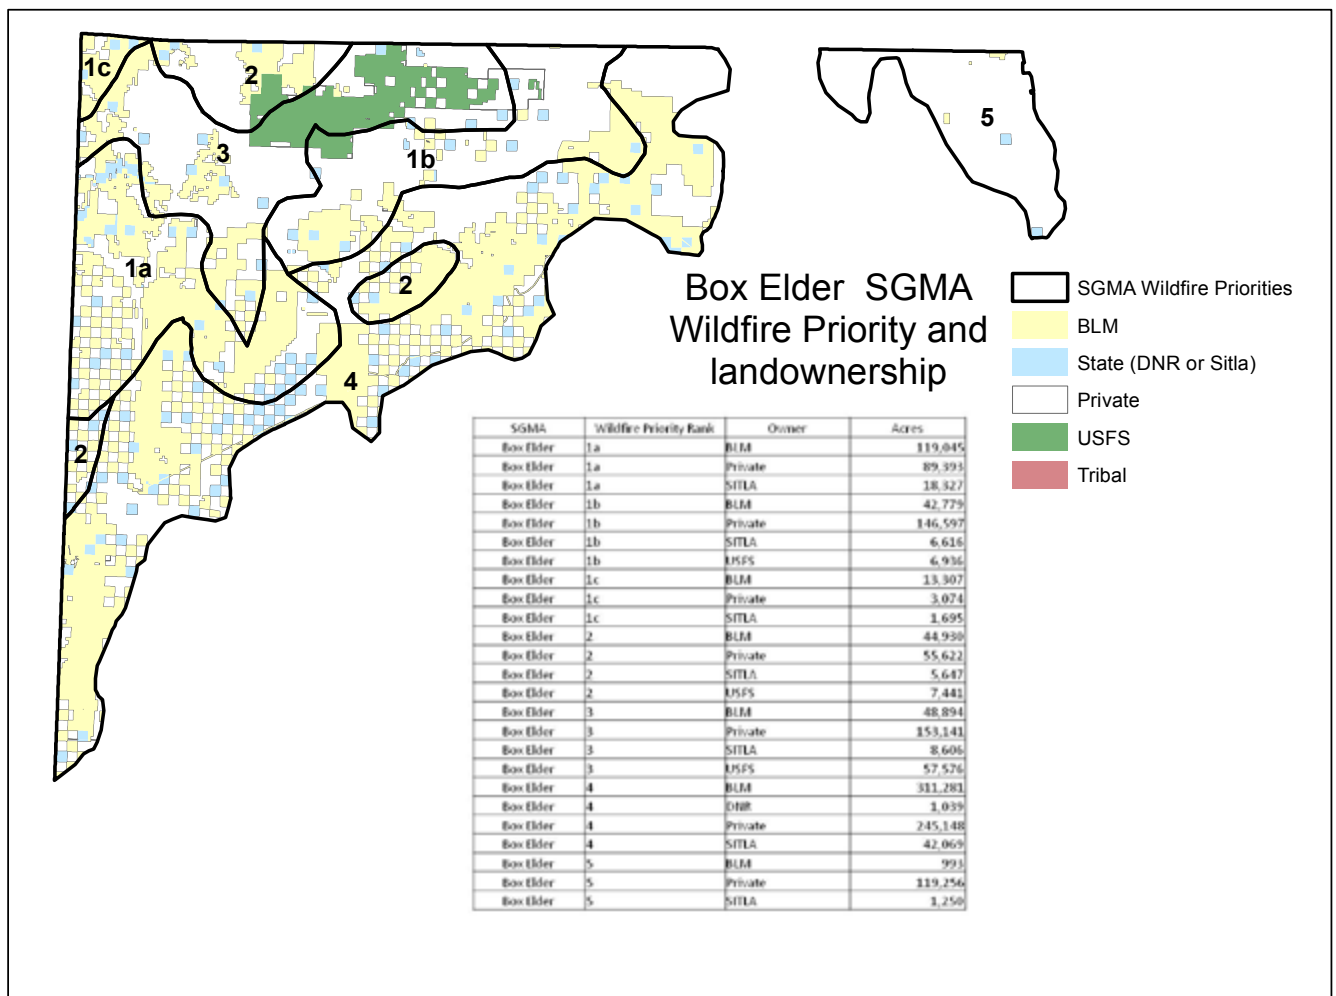 1c
2
3
1b
1a
2
4
2
5
Box Elder SGMA
Wildfire Priority and
landownership
SGMA Wildfire Priorities
BLM
State (DNR or Sitla)
Private
USFS
Tribal
SGMA Wildfire Priority Rank Owner Acres
Box Elder 1a BLM 119,045
Box Elder 1a Private 89,393
Box Elder 1a SITLA 18,327
Box Elder 1b BLM 42,779
Box Elder 1b Private 146,597
Box Elder 1b SITLA 6,616
Box Elder 1b USFS 6,936
Box Elder 1c BLM 13,307
Box Elder 1c Private 3,074
Box Elder 1c SITLA 1,695
Box Elder 2 BLM 44,930
Box Elder 2 Private 55,622
Box Elder 2 SITLA 5,647
Box Elder 2 USFS 7,441
Box Elder 3 BLM 48,894
Box Elder 3 Private 153,141
Box Elder 3 SITLA 8,606
Box Elder 3 USFS 57,576
Box Elder 4 BLM 311,281
Box Elder 4 DNR 1,039
Box Elder 4 Private 245,148
Box Elder 4 SITLA 42,069
Box Elder 5 BLM 993
Box Elder 5 Private 119,256
Box Elder 5 SITLA 1,250